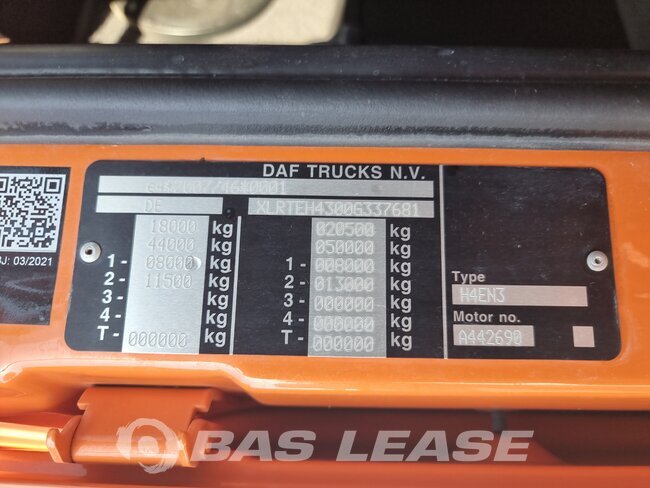 DAF TRUCKS N.V.
DE XLRTEH4300G337681
18000 kg 020500 kg
44000 kg 050000 kg
1- 08000 kg 1- 008000 kg
2- 11500 kg 2- 013000 kg
3- kg 3- 000000 kg
4- kg 4- 000000 kg
T- 000000 kg T- 000000 kg
Type
H4EN3
Motor no.
A442690
BJ: 03/2021
BAS LEASE